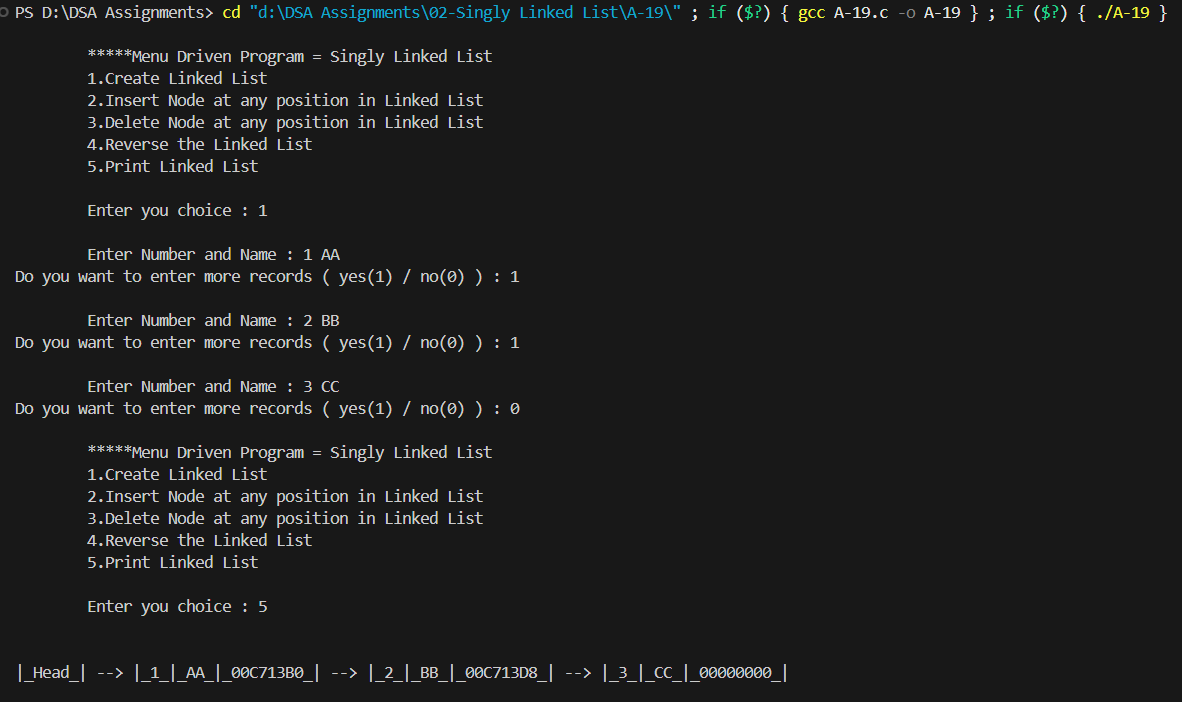 PS D:\DSA Assignments> cd "d:\DSA Assignments\02-Singly Linked List\A-19\" ; if ($?) { gcc A-19.c -o A-19 } ; if ($?) { ./A-19 }
*****Menu Driven Program = Singly Linked List
1.Create Linked List
2.Insert Node at any position in Linked List
3.Delete Node at any position in Linked List
4.Reverse the Linked List
5.Print Linked List
Enter you choice : 1
Enter Number and Name : 1 AA
Do you want to enter more records ( yes(1) / no(0) ) : 1
Enter Number and Name : 2 BB
Do you want to enter more records ( yes(1) / no(0) ) : 1
Enter Number and Name : 3 CC
Do you want to enter more records ( yes(1) / no(0) ) : 0
*****Menu Driven Program = Singly Linked List
1.Create Linked List
2.Insert Node at any position in Linked List
3.Delete Node at any position in Linked List
4.Reverse the Linked List
5.Print Linked List
Enter you choice : 5
|_Head_| --> |_1_|_AA_|_00C713B0_| --> |_2_|_BB_|_00C713D8_| --> |_3_|_CC_|_00000000_|